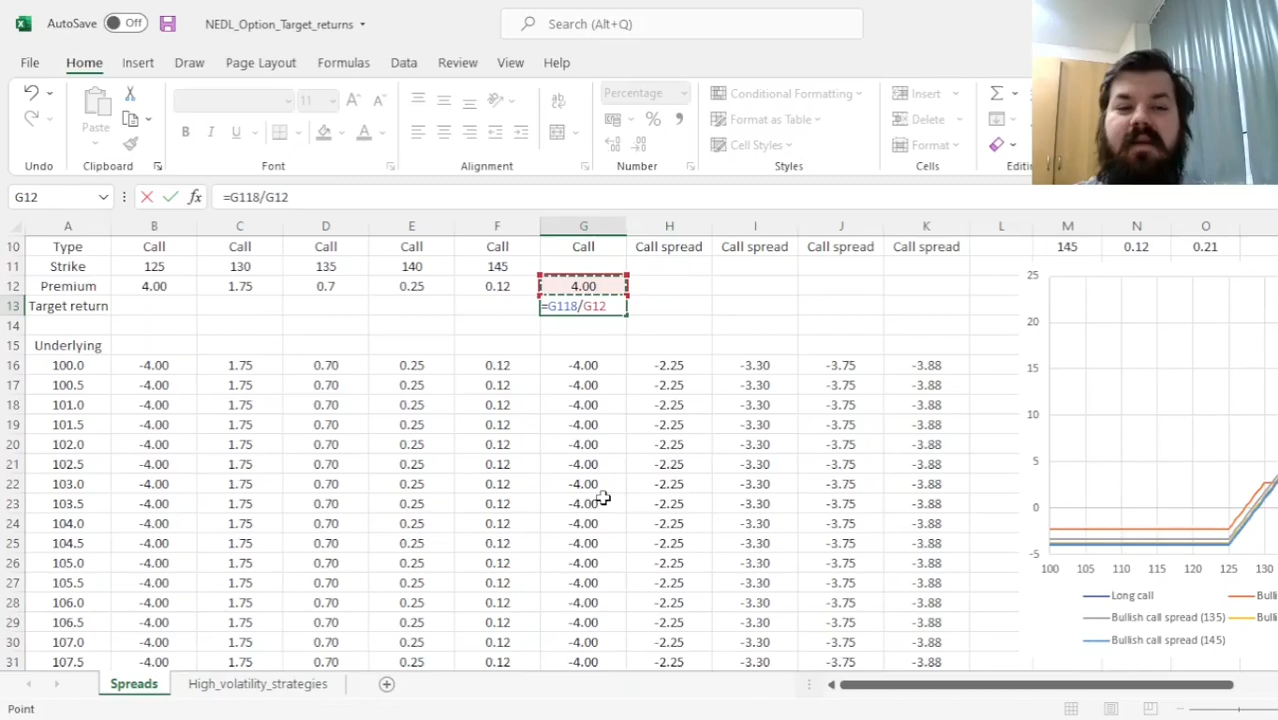 AutoSave Off NEDL_Option_Target_returns Search (Alt+Q)
File Home Insert Draw Page Layout Formulas Data Review View Help
11 Percentage Conditional Formatting Insert
Paste B I U A % Format as Table Delete
Cell Styles Format
Undo Clipboard Font Alignment Number Styles Cells
G12 fx =G118/G12
A B C D E F G H I J K L M N O
10 Type Call Call Call Call Call Call Call spread Call spread Call spread Call spread 145 0.12 0.21
11 Strike 125 130 135 140 145
12 Premium 4.00 1.75 0.7 0.25 0.12 4.00
13 Target return =G118/G12
14
15 Underlying
16 100.0 -4.00 1.75 0.70 0.25 0.12 -4.00 -2.25 -3.30 -3.75 -3.88
17 100.5 -4.00 1.75 0.70 0.25 0.12 -4.00 -2.25 -3.30 -3.75 -3.88
18 101.0 -4.00 1.75 0.70 0.25 0.12 -4.00 -2.25 -3.30 -3.75 -3.88
19 101.5 -4.00 1.75 0.70 0.25 0.12 -4.00 -2.25 -3.30 -3.75 -3.88
20 102.0 -4.00 1.75 0.70 0.25 0.12 -4.00 -2.25 -3.30 -3.75 -3.88
21 102.5 -4.00 1.75 0.70 0.25 0.12 -4.00 -2.25 -3.30 -3.75 -3.88
22 103.0 -4.00 1.75 0.70 0.25 0.12 -4.00 -2.25 -3.30 -3.75 -3.88
23 103.5 -4.00 1.75 0.70 0.25 0.12 -4.00 -2.25 -3.30 -3.75 -3.88
24 104.0 -4.00 1.75 0.70 0.25 0.12 -4.00 -2.25 -3.30 -3.75 -3.88
25 104.5 -4.00 1.75 0.70 0.25 0.12 -4.00 -2.25 -3.30 -3.75 -3.88
26 105.0 -4.00 1.75 0.70 0.25 0.12 -4.00 -2.25 -3.30 -3.75 -3.88
27 105.5 -4.00 1.75 0.70 0.25 0.12 -4.00 -2.25 -3.30 -3.75 -3.88
28 106.0 -4.00 1.75 0.70 0.25 0.12 -4.00 -2.25 -3.30 -3.75 -3.88
29 106.5 -4.00 1.75 0.70 0.25 0.12 -4.00 -2.25 -3.30 -3.75 -3.88
30 107.0 -4.00 1.75 0.70 0.25 0.12 -4.00 -2.25 -3.30 -3.75 -3.88
31 107.5 -4.00 1.75 0.70 0.25 0.12 -4.00 -2.25 -3.30 -3.75 -3.88
25
20
15
10
5
0
-5
100 105 110 115 120 125 130
Long call
Bullish call spread (135)
Bullish call spread (145)
Spreads High_volatility_strategies
Point